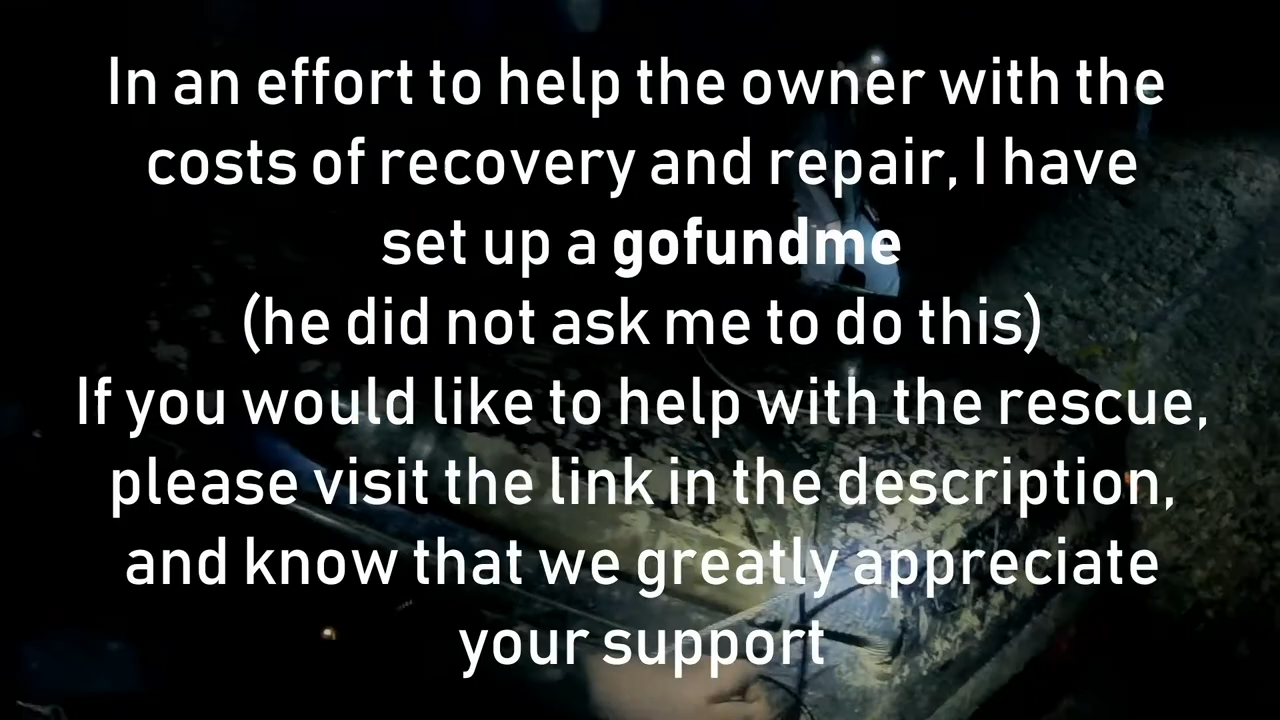 In an effort to help the owner with the
costs of recovery and repair, I have
set up a gofundme
(he did not ask me to do this)
If you would like to help with the rescue,
please visit the link in the description,
and know that we greatly appreciate
your support